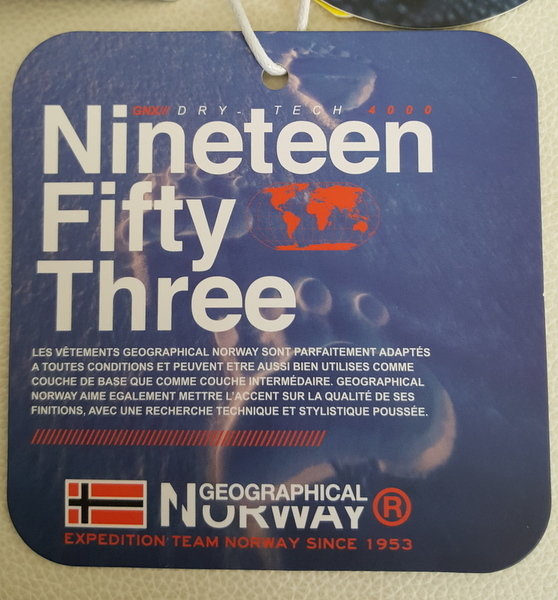 GNX// DRY - TECH 4000
Nineteen
Fifty
Three
LES VÊTEMENTS GEOGRAPHICAL NORWAY SONT PARFAITEMENT ADAPTÉS
A TOUTES CONDITIONS ET PEUVENT ETRE AUSSI BIEN UTILISES COMME
COUCHE DE BASE QUE COMME COUCHE INTERMÉDAIRE. GEOGRAPHICAL
NORWAY AIME EGALEMENT METTRE L'ACCENT SUR LA QUALITÉ DE SES
FINITIONS, AVEC UNE RECHERCHE TECHNIQUE ET STYLISTIQUE POUSSÉE.
GEOGRAPHICAL
NORWAY ®
EXPEDITION TEAM NORWAY SINCE 1953